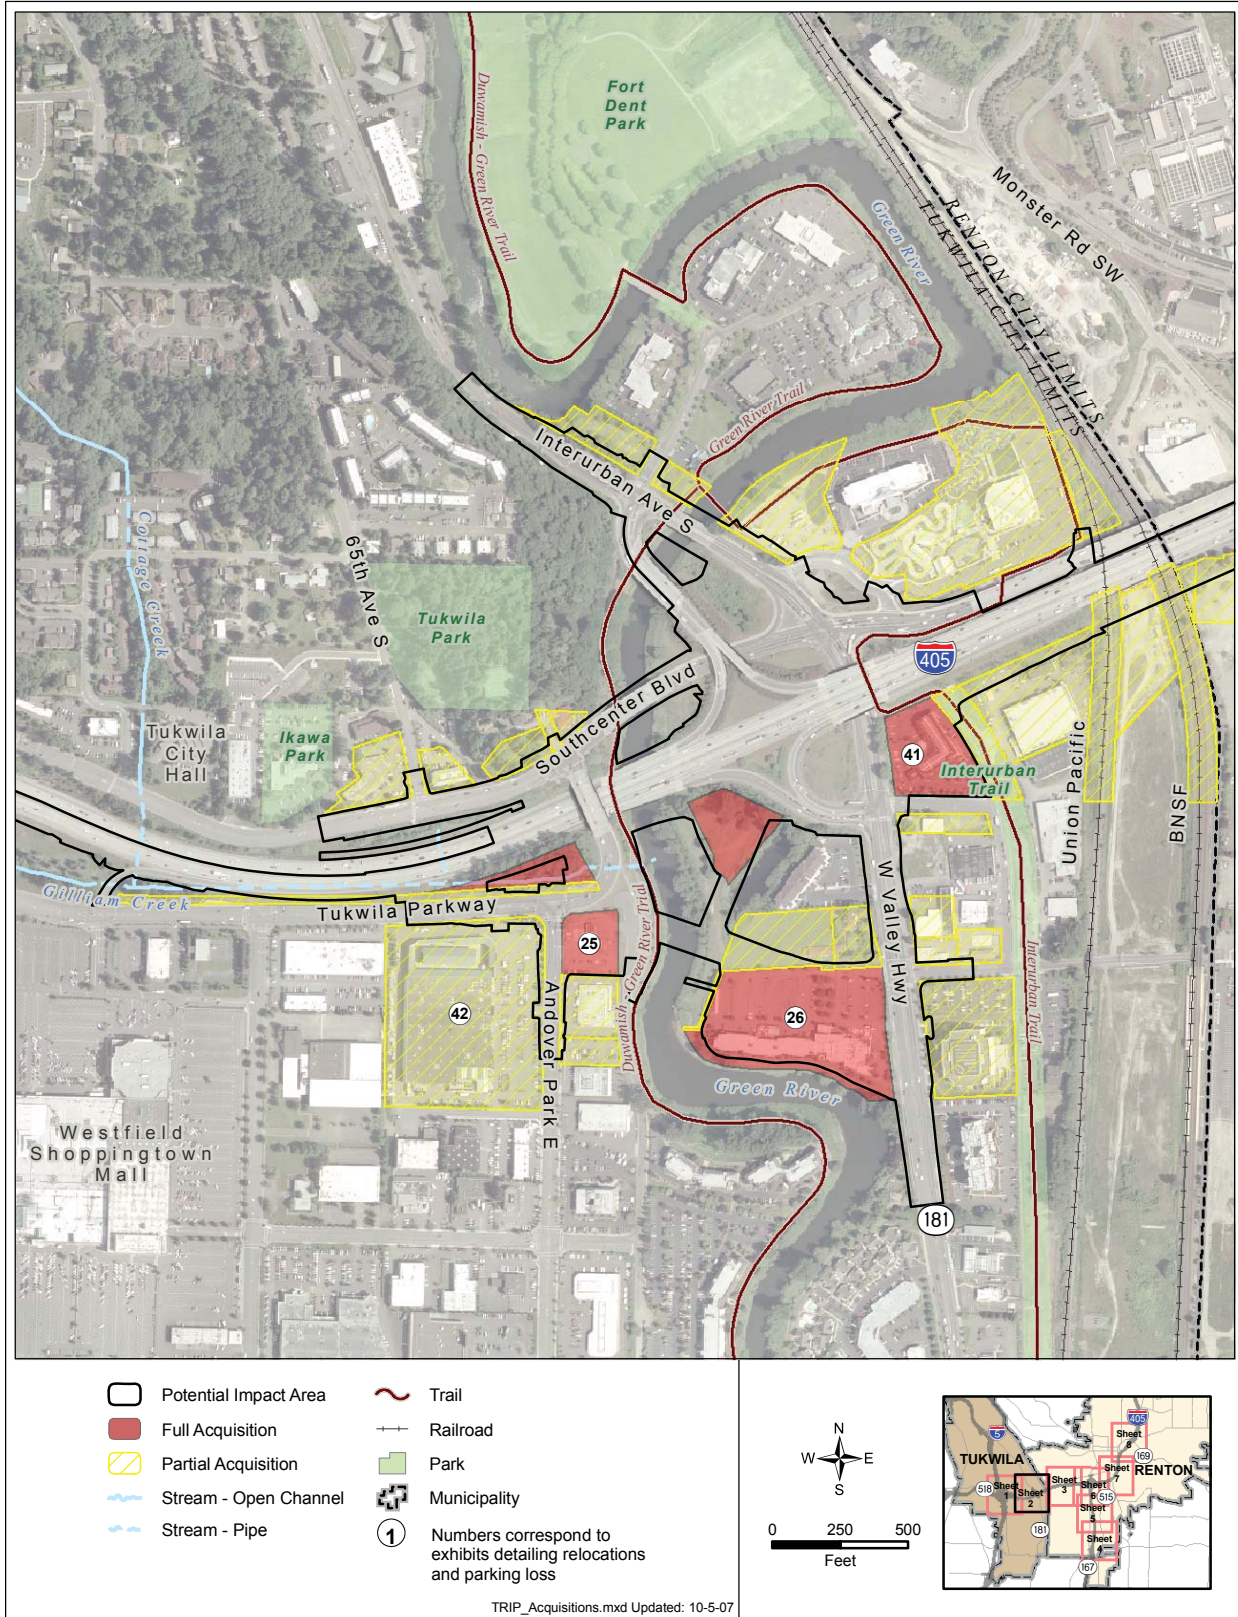 Fort
Dent
Park
Duwamish - Green River Trail
Green River
Monster Rd SW
RENTON CITY LIMITS
TUKWILA CITY LIMITS
Green River Trail
Interurban Ave S
Cottage Creek
65th Ave S
Tukwila
Park
405
Southcenter Blvd
Tukwila
City
Hall
Ikawa
Park
41
Interurban
Trail
Union Pacific
BNSF
Gilliam Creek
Tukwila Parkway
W Valley Hwy
25
Duwamish - Green River Trial
Interurban Trail
42
Andover Park E
26
Green River
Westfield
Shoppingtown
Mall
181
Potential Impact Area
Full Acquisition
Partial Acquisition
Stream - Open Channel
Stream - Pipe
Trail
Railroad
Park
Municipality
1
Numbers correspond to
exhibits detailing relocations
and parking loss
N
W E
S
0 250 500
Feet
5
405
Sheet
8
TUKWILA
169
Sheet
7
RENTON
518
Sheet
1
Sheet
2
Sheet
3
Sheet
6
515
Sheet
5
181
Sheet
4
167
TRIP_Acquisitions.mxd Updated: 10-5-07